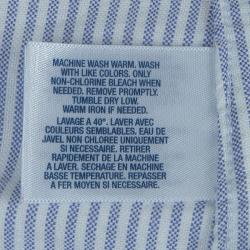 MACHINE WASH WARM. WASH
WITH LIKE COLORS. ONLY
NON-CHLORINE BLEACH WHEN
NEEDED. REMOVE PROMPTLY.
TUMBLE DRY LOW.
WARM IRON IF NEEDED.
LAVAGE A 40°. LAVER AVEC
COULEURS SEMBLABLES. EAU DE
JAVEL NON CHLOREE UNIQUEMENT
SI NECESSAIRE. RETIRER
RAPIDEMENT DE LA MACHINE
A LAVER. SECHAGE EN MACHINE
BASSE TEMPERATURE. REPASSER
A FER MOYEN SI NECESSAIRE.